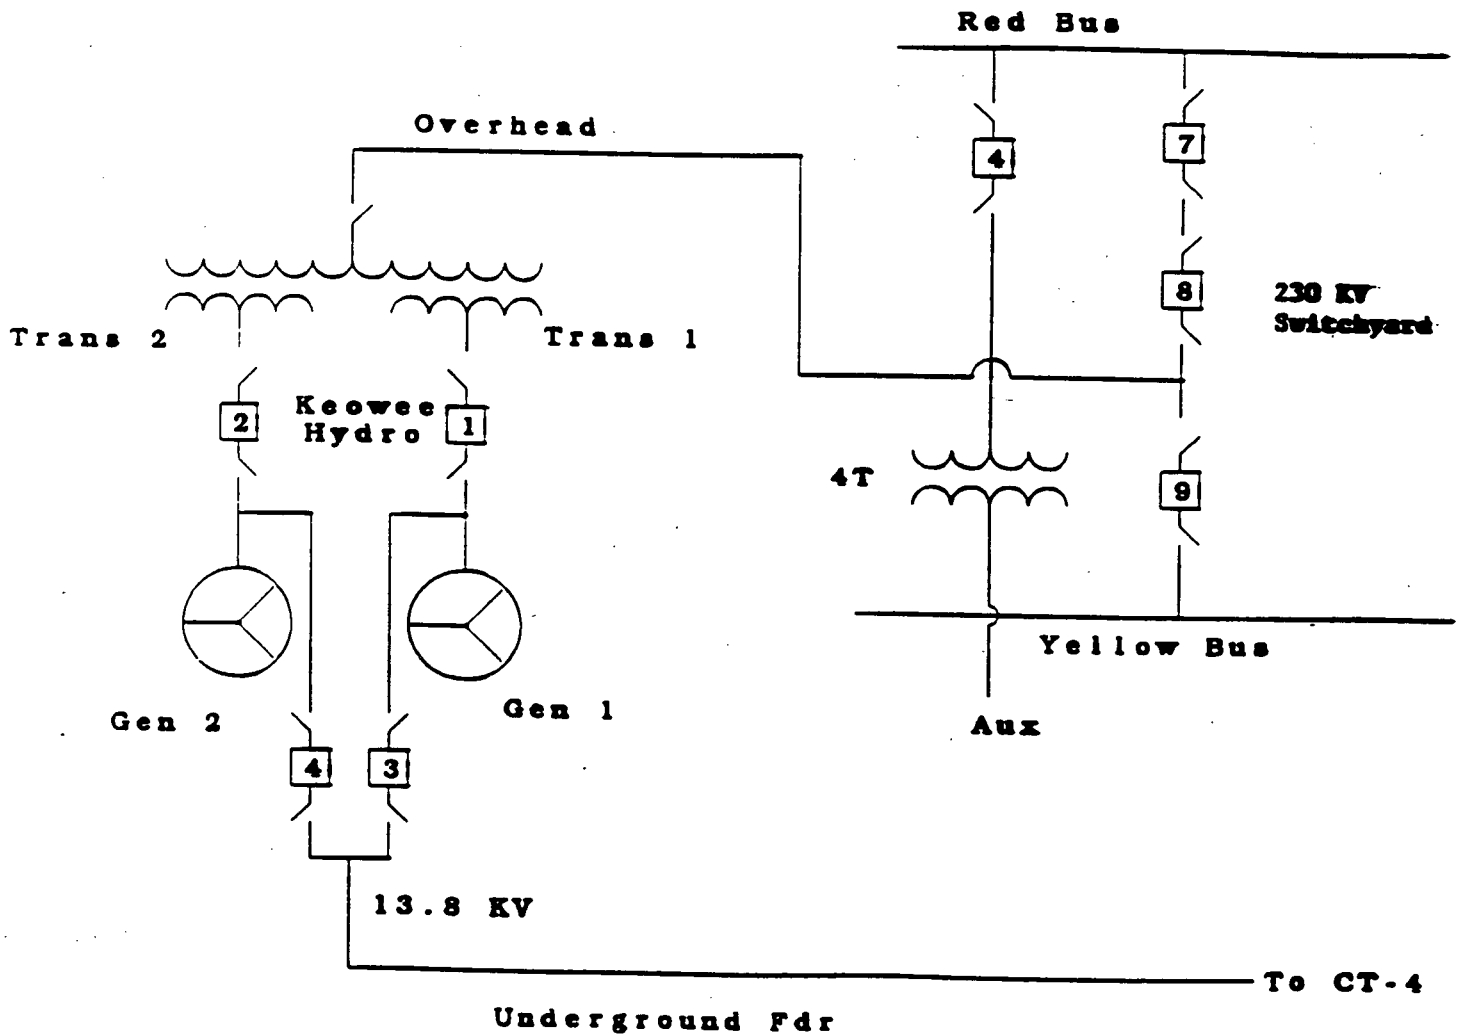 Red Bus
Overhead
4
7
8
230 KV
Switchyard
Trans 2
Trans 1
2
Keowee
Hydro
1
4T
9
Yellow Bus
Gen 2
Gen 1
Aux
4
3
13.8 KV
To CT-4
Underground Fdr